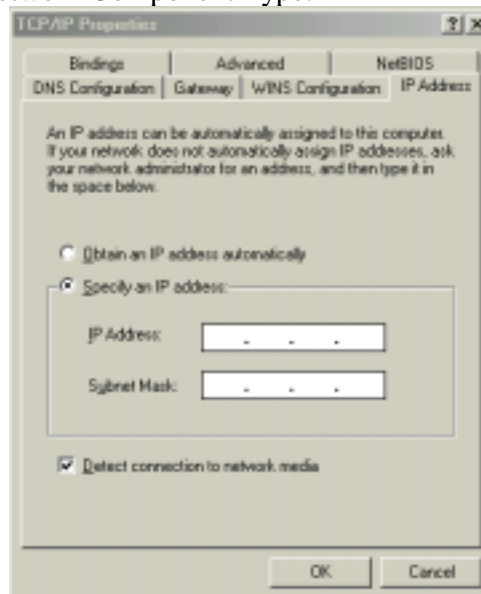 TCP/IP Properties
Bindings Advanced NetBIOS
DNS Configuration Gateway WINS Configuration IP Address
An IP address can be automatically assigned to this computer.
If your network does not automatically assign IP addresses, ask
your network administrator for an address, and then type it in
the space below.
Obtain an IP address automatically
Specify an IP address:
IP Address: . . .
Subnet Mask: . . .
Detect connection to network media
OK Cancel